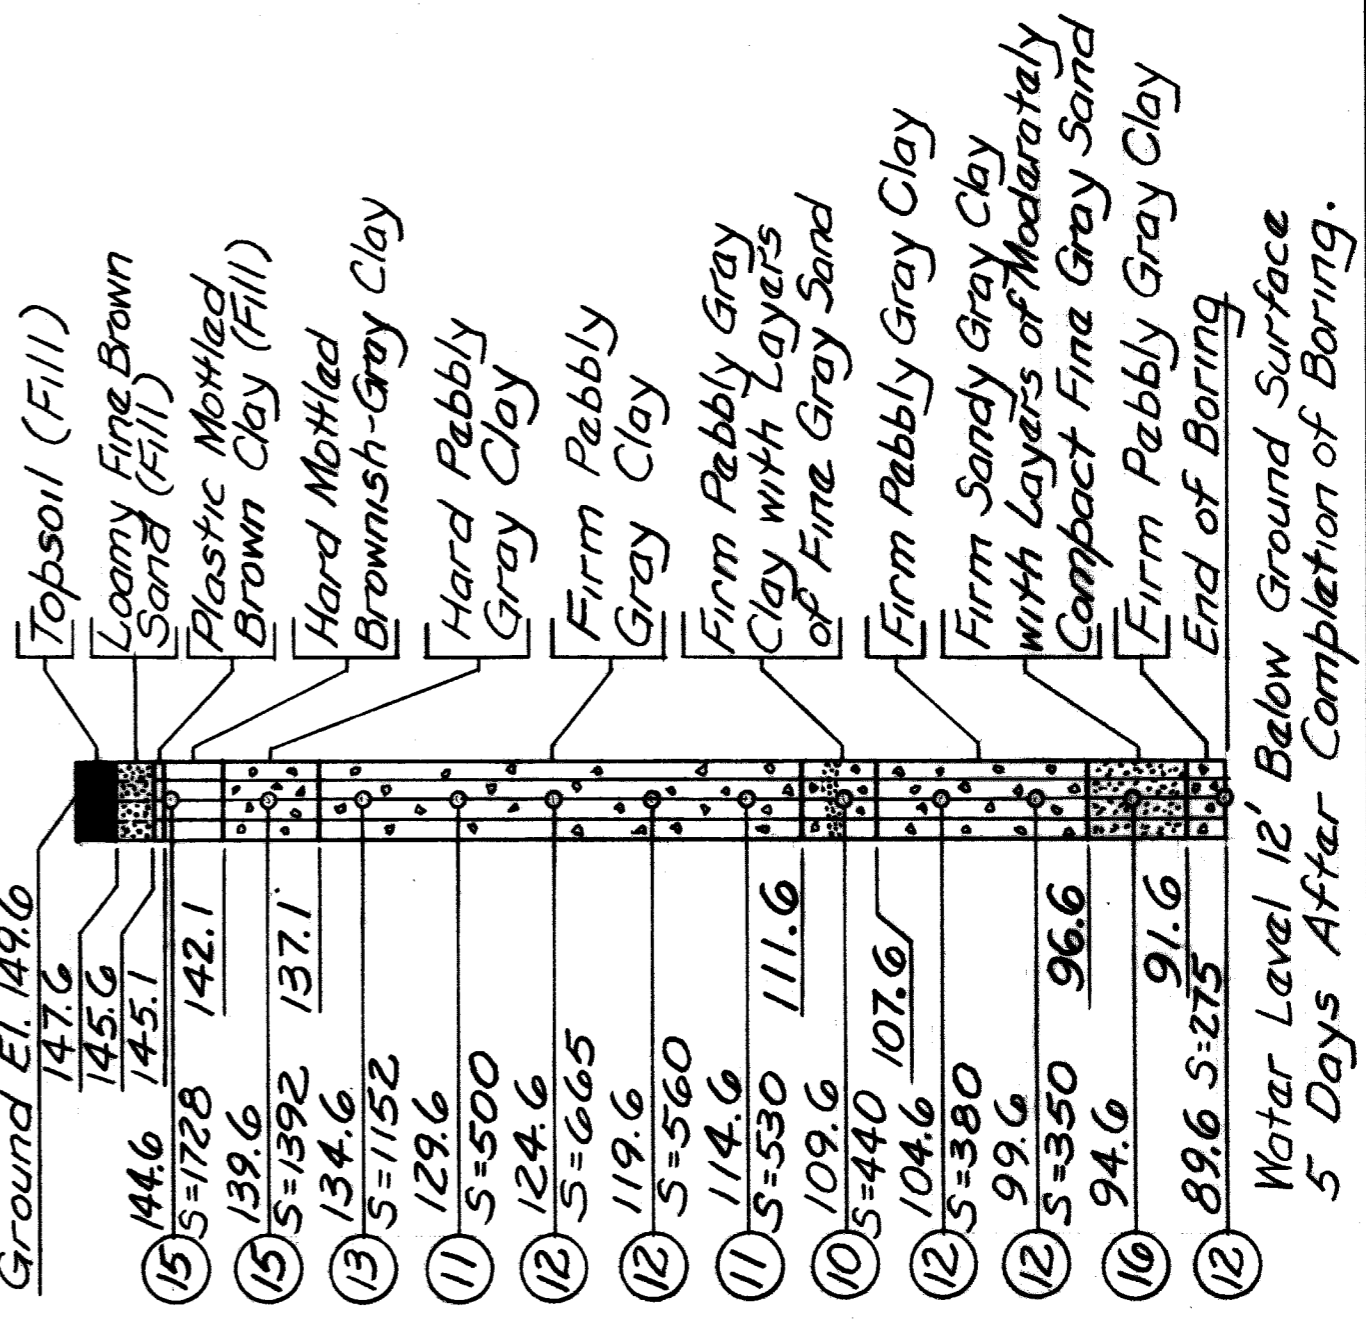 Ground El. 149.6
147.6
145.6
145.1
144.6
15
S=1728
142.1
139.6
15
S=1392
137.1
134.6
13
S=1152
129.6
11
S=500
124.6
12
S=665
119.6
12
S=560
114.6
11
S=530
111.6
109.6
10
S=440
107.6
104.6
12
S=380
99.6
12
S=350
96.6
94.6
16
91.6
89.6 S=275
12
Topsoil (Fill)
Loamy Fine Brown
Sand (Fill)
Plastic Mottled
Brown Clay (Fill)
Hard Mottled
Brownish-Gray Clay
Hard Pebbly
Gray Clay
Firm Pebbly
Gray Clay
Firm Pebbly Gray
Clay with Layers
of Fine Gray Sand
Firm Pebbly Gray Clay
Firm Sandy Gray Clay
with Layers of Moderately
Compact Fine Gray Sand
Firm Pebbly Gray Clay
End of Boring
Water Level 12' Below Ground Surface
5 Days After Completion of Boring.